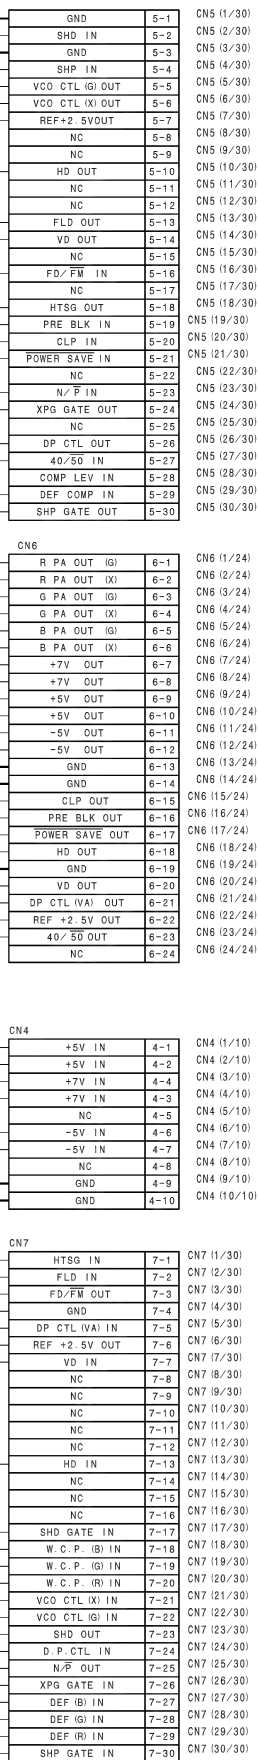 GND 5-1 CN5 (1/30)
SHD IN 5-2 CN5 (2/30)
GND 5-3 CN5 (3/30)
SHP IN 5-4 CN5 (4/30)
VCO CTL (G) OUT 5-5 CN5 (5/30)
VCO CTL (X) OUT 5-6 CN5 (6/30)
REF+2.5VOUT 5-7 CN5 (7/30)
NC 5-8 CN5 (8/30)
NC 5-9 CN5 (9/30)
HD OUT 5-10 CN5 (10/30)
NC 5-11 CN5 (11/30)
NC 5-12 CN5 (12/30)
FLD OUT 5-13 CN5 (13/30)
VD OUT 5-14 CN5 (14/30)
NC 5-15 CN5 (15/30)
FD/F̅M̅ IN 5-16 CN5 (16/30)
NC 5-17 CN5 (17/30)
HTSG OUT 5-18 CN5 (18/30)
PRE BLK IN 5-19 CN5 (19/30)
CLP IN 5-20 CN5 (20/30)
P̅O̅W̅E̅R̅ S̅A̅V̅E̅ IN 5-21 CN5 (21/30)
NC 5-22 CN5 (22/30)
N/P̅ IN 5-23 CN5 (23/30)
XPG GATE OUT 5-24 CN5 (24/30)
NC 5-25 CN5 (25/30)
DP CTL OUT 5-26 CN5 (26/30)
40/5̅0̅ IN 5-27 CN5 (27/30)
COMP LEV IN 5-28 CN5 (28/30)
DEF COMP IN 5-29 CN5 (29/30)
SHP GATE OUT 5-30 CN5 (30/30)
CN6
R PA OUT (G) 6-1 CN6 (1/24)
R PA OUT (X) 6-2 CN6 (2/24)
G PA OUT (G) 6-3 CN6 (3/24)
G PA OUT (X) 6-4 CN6 (4/24)
B PA OUT (G) 6-5 CN6 (5/24)
B PA OUT (X) 6-6 CN6 (6/24)
+7V OUT 6-7 CN6 (7/24)
+7V OUT 6-8 CN6 (8/24)
+5V OUT 6-9 CN6 (9/24)
+5V OUT 6-10 CN6 (10/24)
-5V OUT 6-11 CN6 (11/24)
-5V OUT 6-12 CN6 (12/24)
GND 6-13 CN6 (13/24)
GND 6-14 CN6 (14/24)
CLP OUT 6-15 CN6 (15/24)
PRE BLK OUT 6-16 CN6 (16/24)
P̅O̅W̅E̅R̅ S̅A̅V̅E̅ OUT 6-17 CN6 (17/24)
HD OUT 6-18 CN6 (18/24)
GND 6-19 CN6 (19/24)
VD OUT 6-20 CN6 (20/24)
DP CTL (VA) OUT 6-21 CN6 (21/24)
REF +2.5V OUT 6-22 CN6 (22/24)
40/5̅0̅ OUT 6-23 CN6 (23/24)
NC 6-24 CN6 (24/24)
CN4
+5V IN 4-1 CN4 (1/10)
+5V IN 4-2 CN4 (2/10)
+7V IN 4-4 CN4 (3/10)
+7V IN 4-3 CN4 (4/10)
NC 4-5 CN4 (5/10)
-5V IN 4-6 CN4 (6/10)
-5V IN 4-7 CN4 (7/10)
NC 4-8 CN4 (8/10)
GND 4-9 CN4 (9/10)
GND 4-10 CN4 (10/10)
CN7
HTSG IN 7-1 CN7 (1/30)
FLD IN 7-2 CN7 (2/30)
FD/F̅M̅ OUT 7-3 CN7 (3/30)
GND 7-4 CN7 (4/30)
DP CTL (VA) IN 7-5 CN7 (5/30)
REF +2.5V OUT 7-6 CN7 (6/30)
VD IN 7-7 CN7 (7/30)
NC 7-8 CN7 (8/30)
NC 7-9 CN7 (9/30)
NC 7-10 CN7 (10/30)
NC 7-11 CN7 (11/30)
NC 7-12 CN7 (12/30)
HD IN 7-13 CN7 (13/30)
NC 7-14 CN7 (14/30)
NC 7-15 CN7 (15/30)
NC 7-16 CN7 (16/30)
SHD GATE IN 7-17 CN7 (17/30)
W.C.P. (B) IN 7-18 CN7 (18/30)
W.C.P. (G) IN 7-19 CN7 (19/30)
W.C.P. (R) IN 7-20 CN7 (20/30)
VCO CTL (X) IN 7-21 CN7 (21/30)
VCO CTL (G) IN 7-22 CN7 (22/30)
SHD OUT 7-23 CN7 (23/30)
D.P.CTL IN 7-24 CN7 (24/30)
N/P̅ OUT 7-25 CN7 (25/30)
XPG GATE IN 7-26 CN7 (26/30)
DEF (B) IN 7-27 CN7 (27/30)
DEF (G) IN 7-28 CN7 (28/30)
DEF (R) IN 7-29 CN7 (29/30)
SHP GATE IN 7-30 CN7 (30/30)